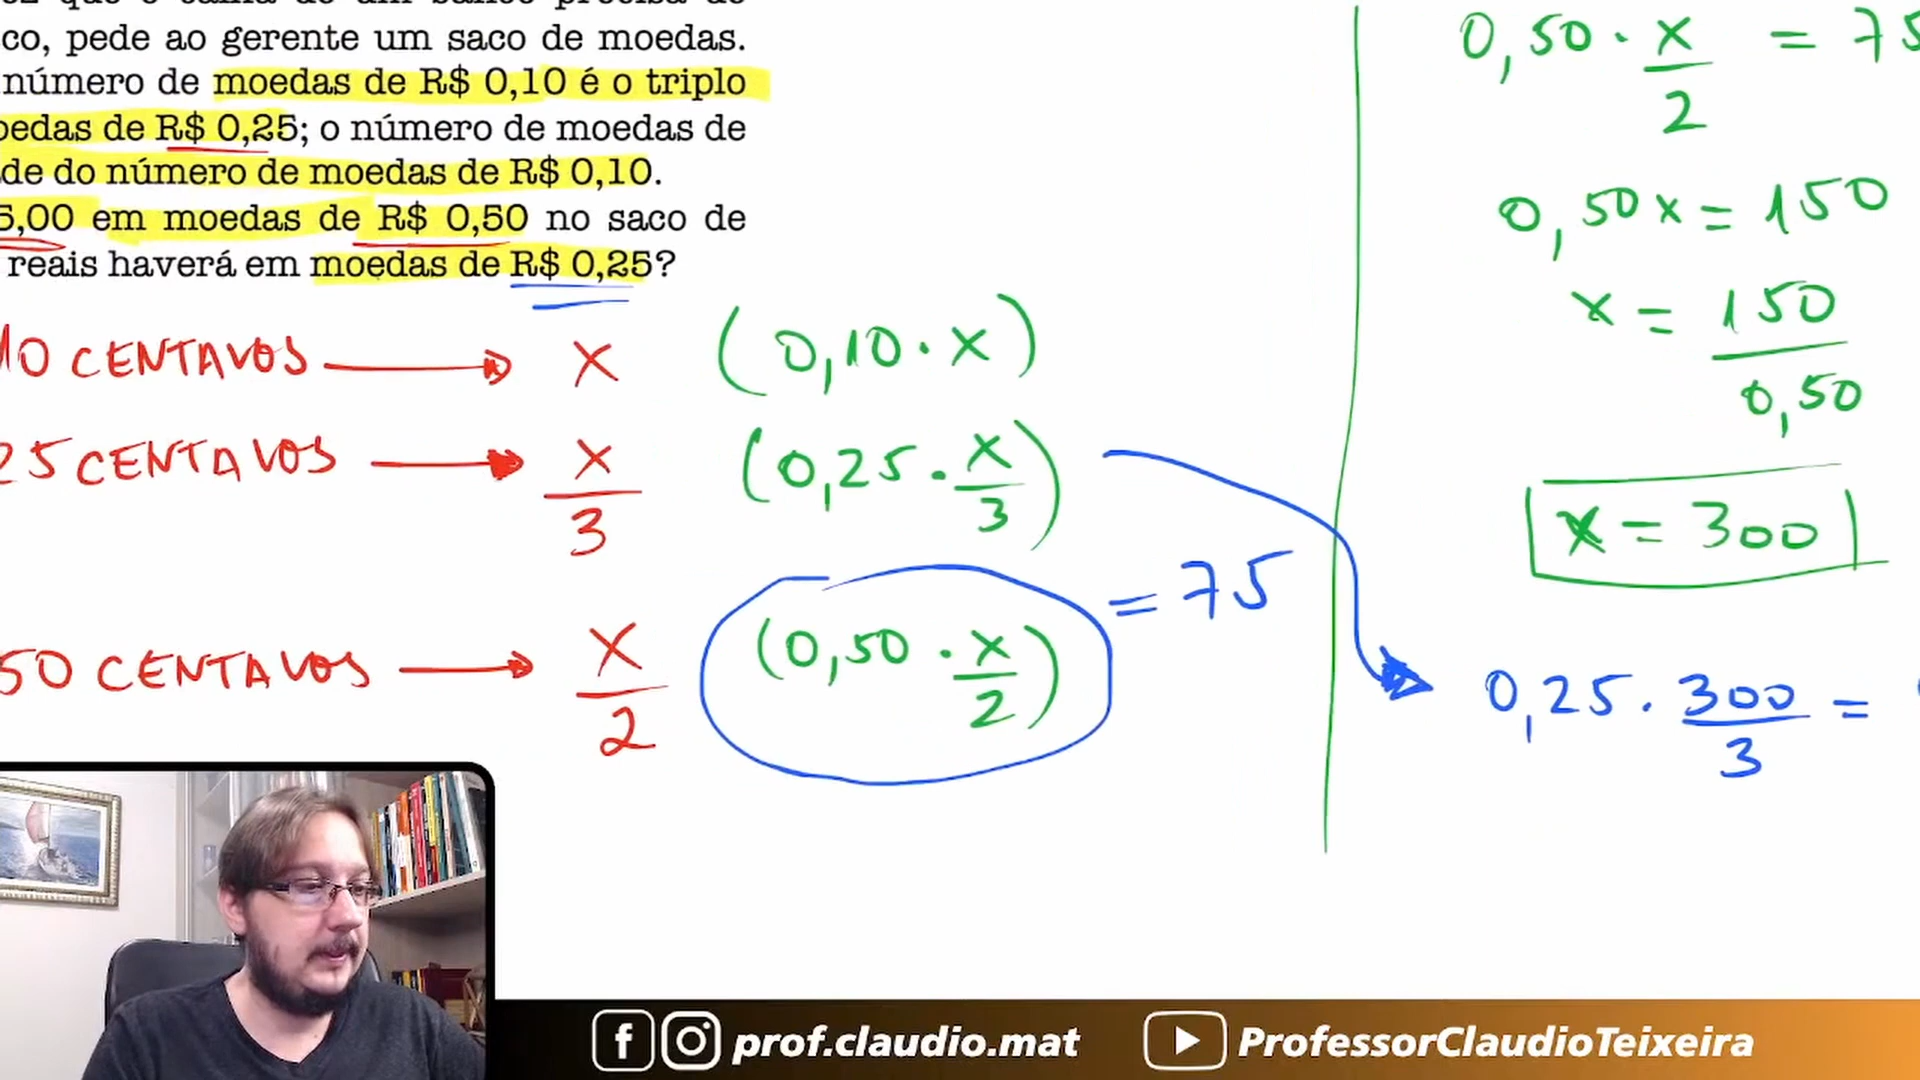 co, pede ao gerente um saco de moedas.
número de moedas de R$ 0,10 é o triplo
oedas de R$ 0,25; o número de moedas de
de do número de moedas de R$ 0,10.
5,00 em moedas de R$ 0,50 no saco de
reais haverá em moedas de R$ 0,25?
10 CENTAVOS → x (0,10 · x)
25 CENTAVOS → x/3 (0,25 · x/3)
50 CENTAVOS → x/2 (0,50 · x/2) = 75
0,50 · x/2 = 75
0,50x = 150
x = 150/0,50
x = 300
0,25 · 300/3 =
prof.claudio.mat
ProfessorClaudioTeixeira